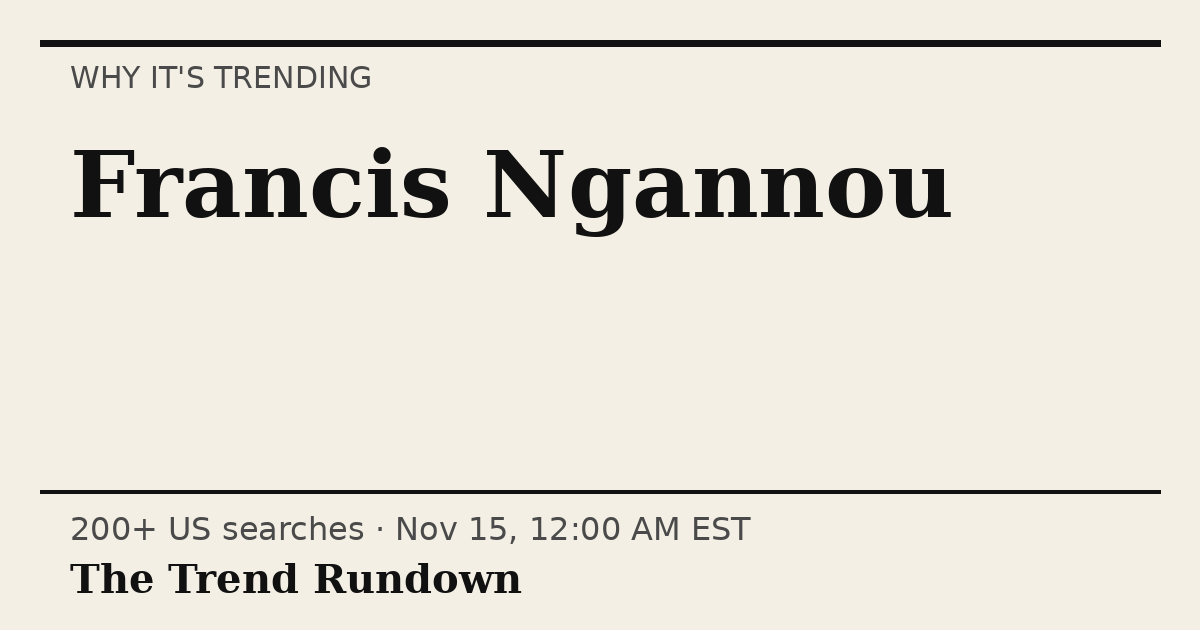 WHY IT'S TRENDING
Francis Ngannou
200+ US searches · Nov 15, 12:00 AM EST
The Trend Rundown